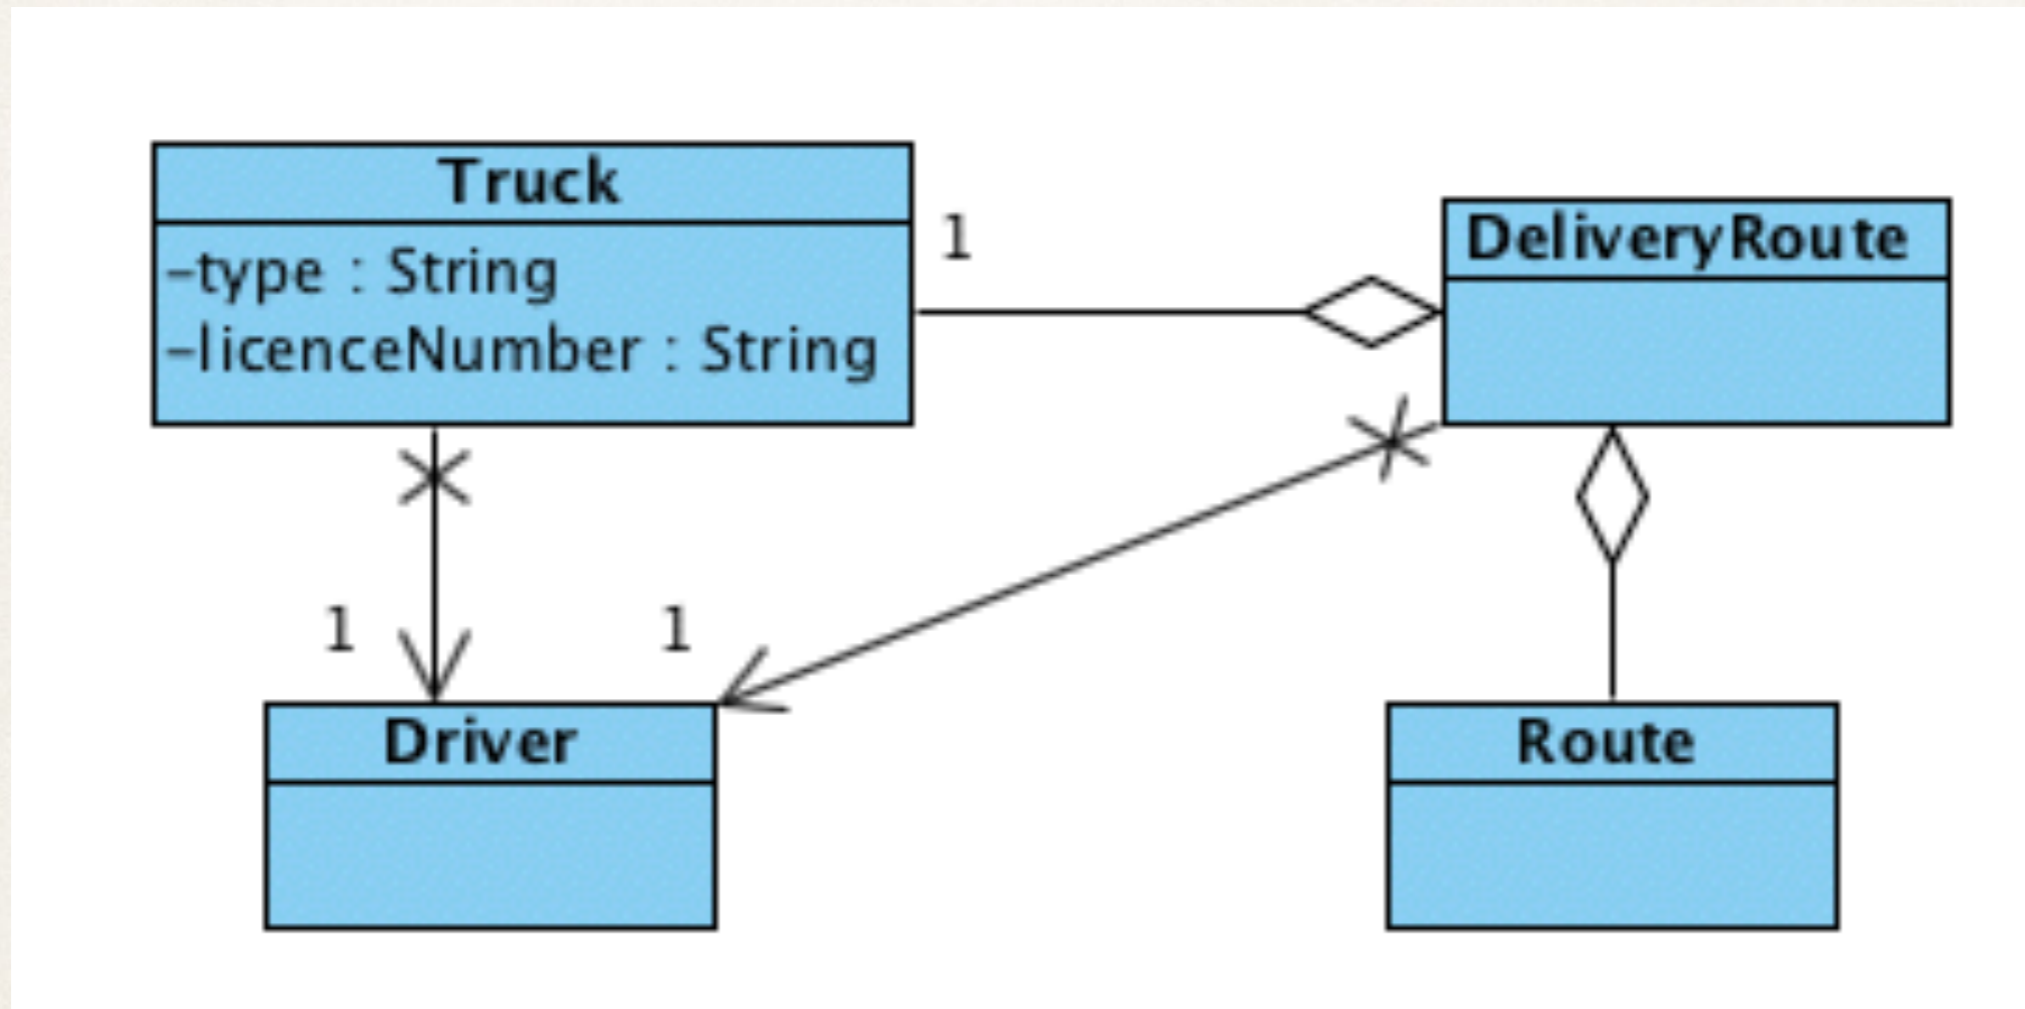 Truck
-type : String
-licenceNumber : String
1
DeliveryRoute
1
1
Driver
Route